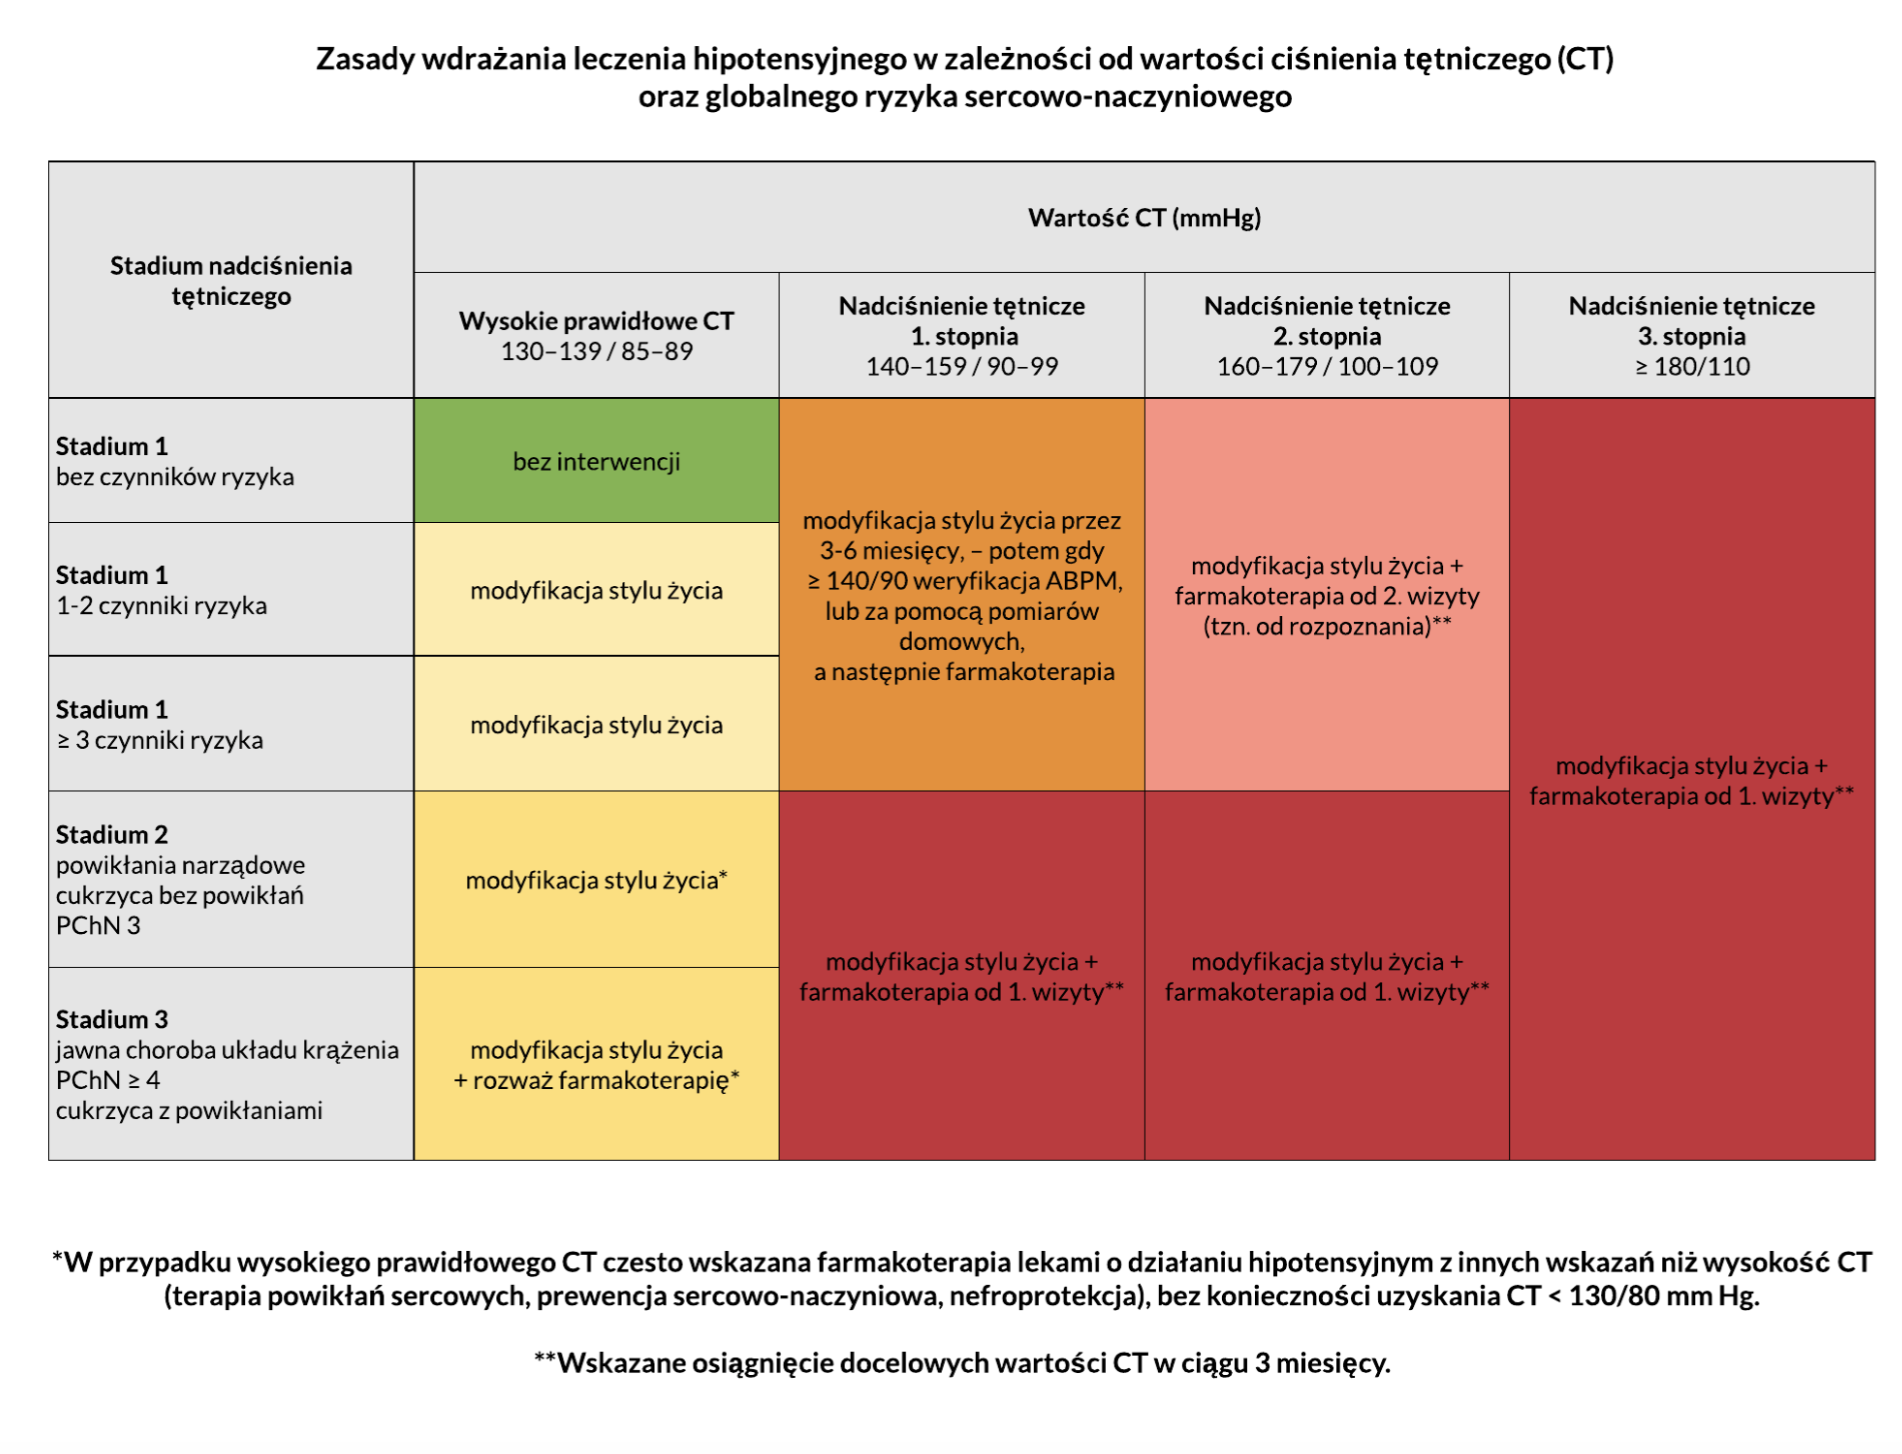 Zasady wdrażania leczenia hipotensyjnego w zależności od wartości ciśnienia tętniczego (CT)
oraz globalnego ryzyka sercowo-naczyniowego
Stadium nadciśnienia
tętniczego
Wartość CT (mmHg)
Wysokie prawidłowe CT
130–139 / 85–89
Nadciśnienie tętnicze
1. stopnia
140–159 / 90–99
Nadciśnienie tętnicze
2. stopnia
160–179 / 100–109
Nadciśnienie tętnicze
3. stopnia
≥ 180/110
Stadium 1
bez czynników ryzyka
bez interwencji
modyfikacja stylu życia przez
3-6 miesięcy, – potem gdy
≥ 140/90 weryfikacja ABPM,
lub za pomocą pomiarów
domowych,
a następnie farmakoterapia
modyfikacja stylu życia +
farmakoterapia od 2. wizyty
(tzn. od rozpoznania)**
modyfikacja stylu życia +
farmakoterapia od 1. wizyty**
Stadium 1
1-2 czynniki ryzyka
modyfikacja stylu życia
Stadium 1
≥ 3 czynniki ryzyka
modyfikacja stylu życia
Stadium 2
powikłania narządowe
cukrzyca bez powikłań
PChN 3
modyfikacja stylu życia*
modyfikacja stylu życia +
farmakoterapia od 1. wizyty**
modyfikacja stylu życia +
farmakoterapia od 1. wizyty**
Stadium 3
jawna choroba układu krążenia
PChN ≥ 4
cukrzyca z powikłaniami
modyfikacja stylu życia
+ rozważ farmakoterapię*
*W przypadku wysokiego prawidłowego CT czesto wskazana farmakoterapia lekami o działaniu hipotensyjnym z innych wskazań niż wysokość CT
(terapia powikłań sercowych, prewencja sercowo-naczyniowa, nefroprotekcja), bez konieczności uzyskania CT < 130/80 mm Hg.
**Wskazane osiągnięcie docelowych wartości CT w ciągu 3 miesięcy.